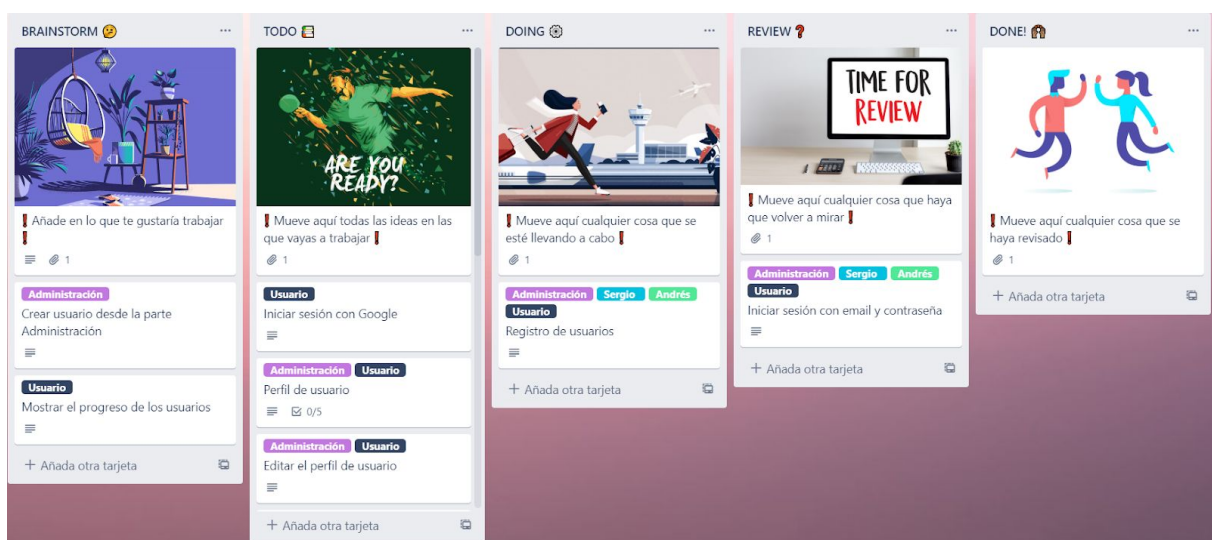 BRAINSTORM 🤔
Añade en lo que te gustaría trabajar
1
Administración
Crear usuario desde la parte
Administración
Usuario
Mostrar el progreso de los usuarios
+ Añada otra tarjeta
TODO
ARE YOU
READY?
Mueve aquí todas las ideas en las
que vayas a trabajar
1
Usuario
Iniciar sesión con Google
Administración Usuario
Perfil de usuario
0/5
Administración Usuario
Editar el perfil de usuario
+ Añada otra tarjeta
DOING
Mueve aquí cualquier cosa que se
esté llevando a cabo
1
Administración Sergio Andrés
Usuario
Registro de usuarios
+ Añada otra tarjeta
REVIEW ❓
TIME FOR
REVIEW
Mueve aquí cualquier cosa que haya
que volver a mirar
1
Administración Sergio Andrés
Usuario
Iniciar sesión con email y contraseña
+ Añada otra tarjeta
DONE!
Mueve aquí cualquier cosa que se
haya revisado
1
+ Añada otra tarjeta